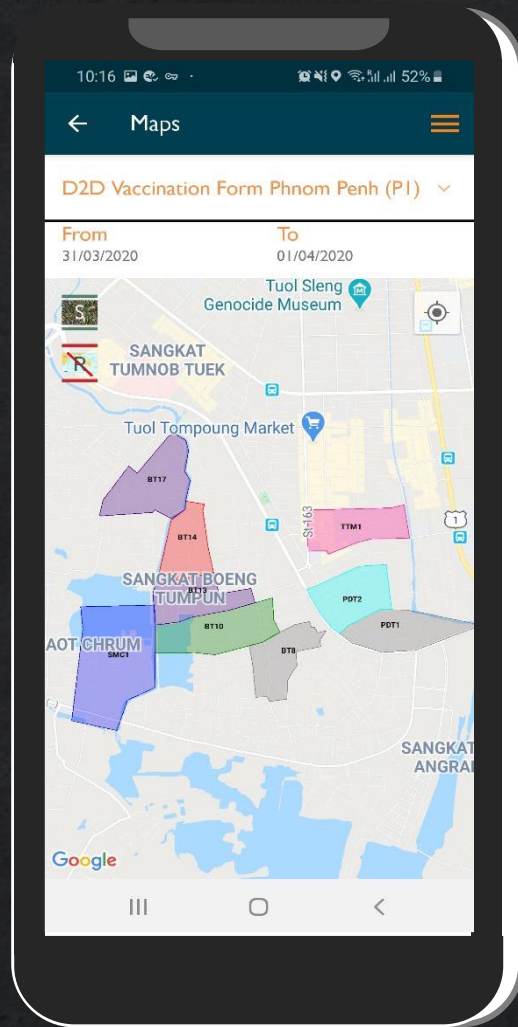 10:16
52%
Maps
D2D Vaccination Form Phnom Penh (P1)
From
To
31/03/2020
01/04/2020
S
R
Tuol Sleng
Genocide Museum
SANGKAT
TUMNOB TUEK
Tuol Tompoung Market
BT17
St 163
1
TTM1
BT14
SANGKAT BOENG
TUMPUN
BT13
PDT2
BT10
PDT1
AOT CHRUM
SMC1
BT8
SANGKAT
ANGRA
Google